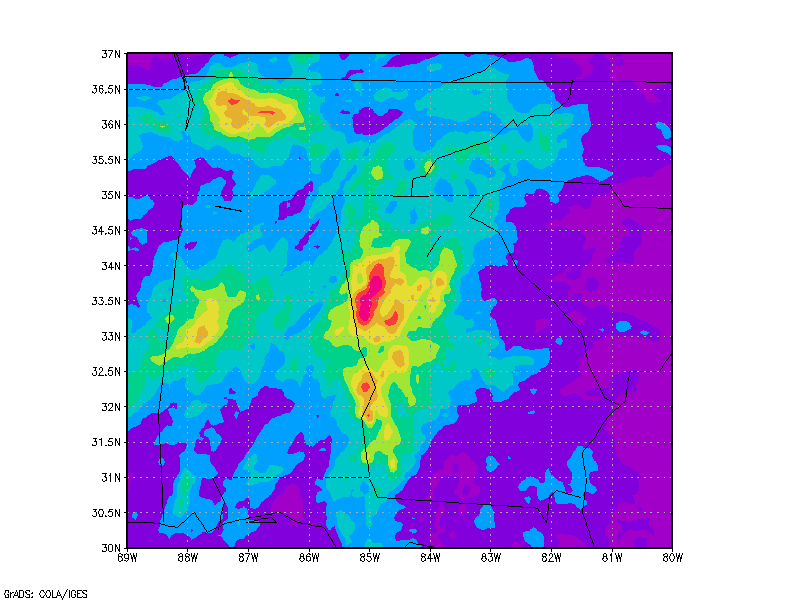 37N
36.5N
36N
35.5N
35N
34.5N
34N
33.5N
33N
32.5N
32N
31.5N
31N
30.5N
30N
89W 88W 87W 86W 85W 84W 83W 82W 81W 80W
GrADS: COLA/IGES